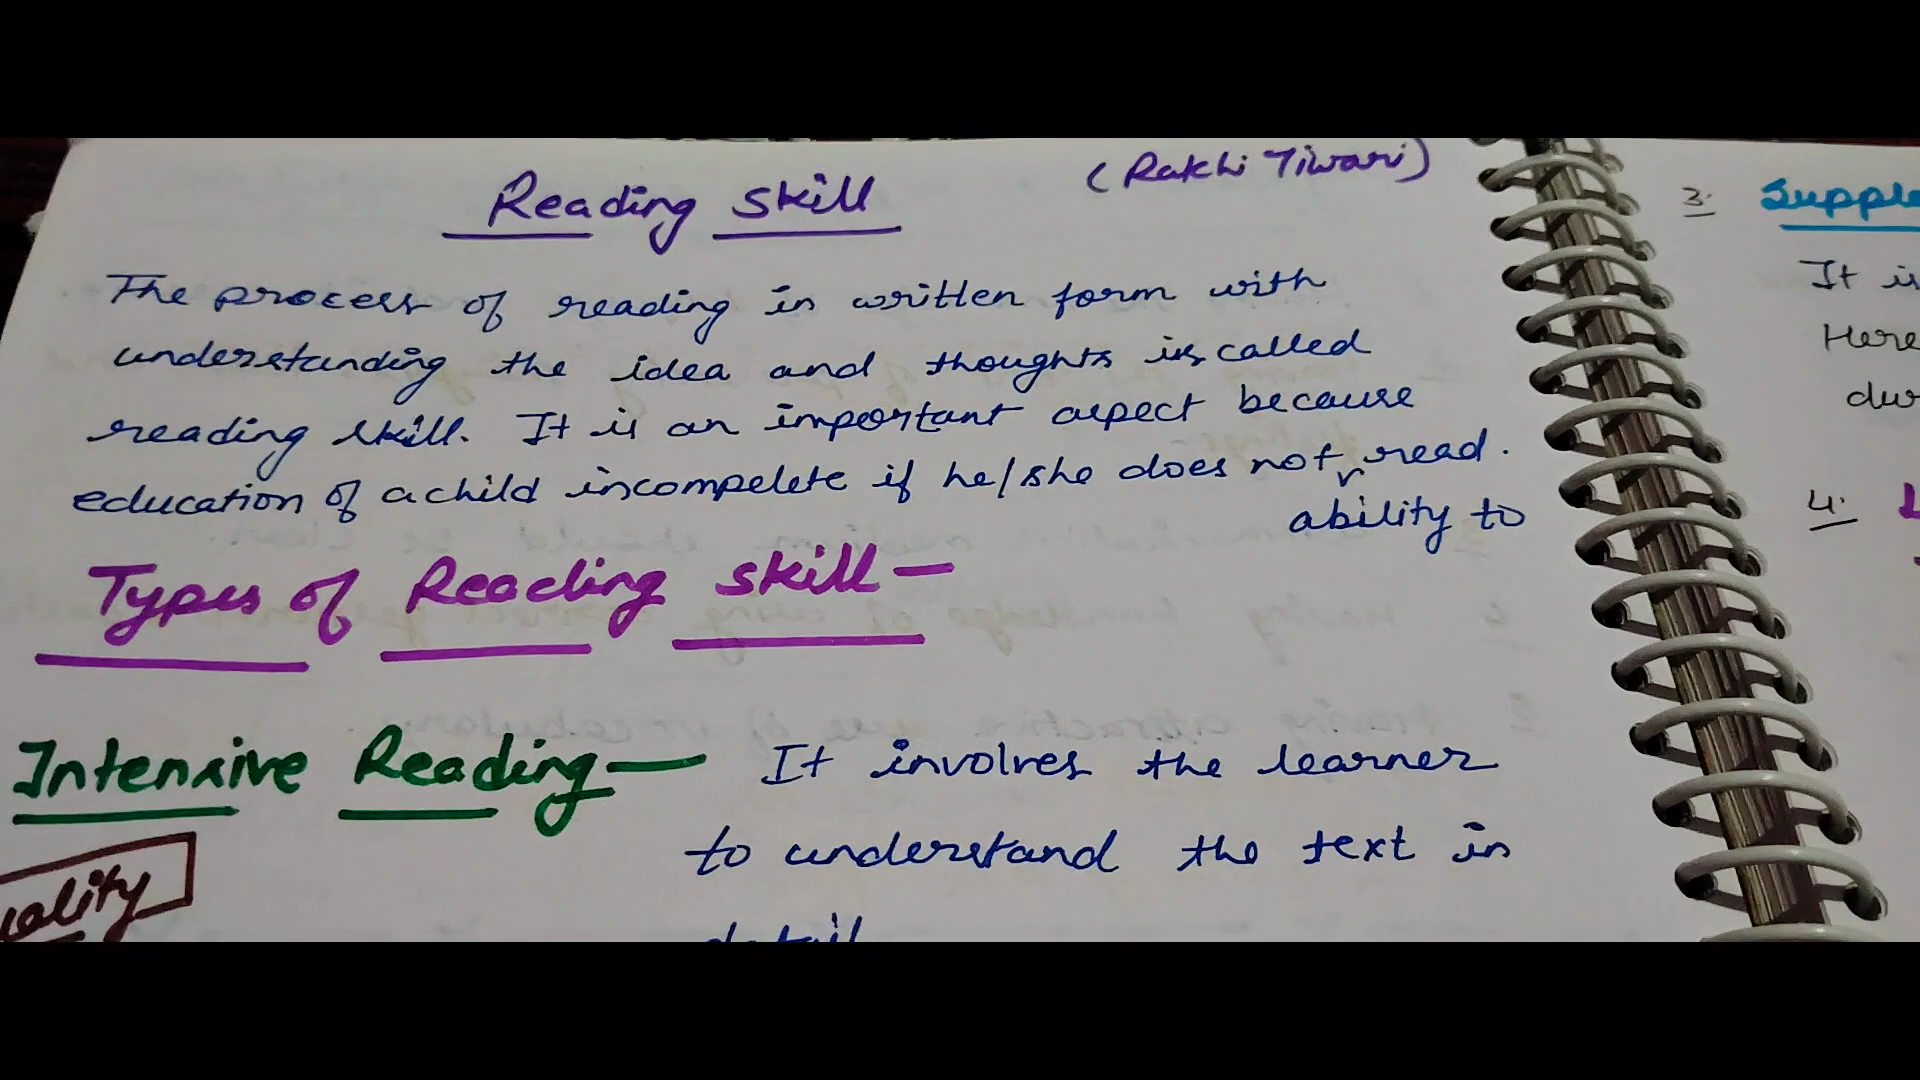 Reading Skill
(Rakhi Tiwari)
The process of reading in written form with
understanding the idea and thoughts is called
reading skill. It is an important aspect because
education of a child incompelete if he/she does not read.
ability to
Types of Reading Skill—
Intensive Reading— It involves the learner
to understand the text in
detail
3.
It is
Here
4.